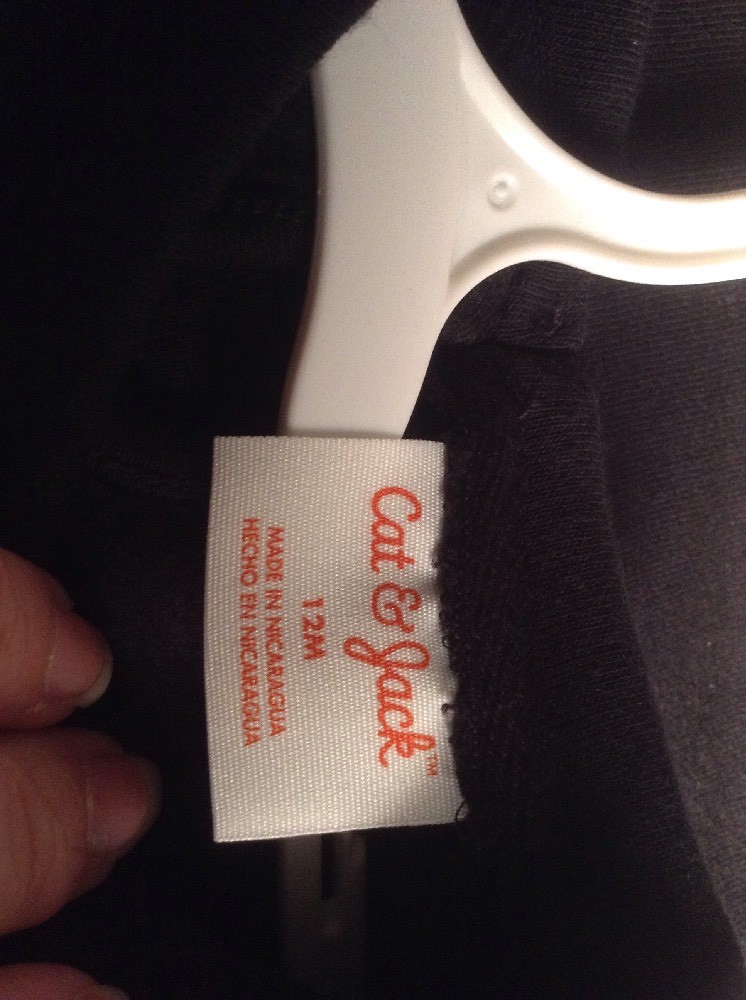 Cat & Jack™
12M
MADE IN NICARAGUA
HECHO EN NICARAGUA